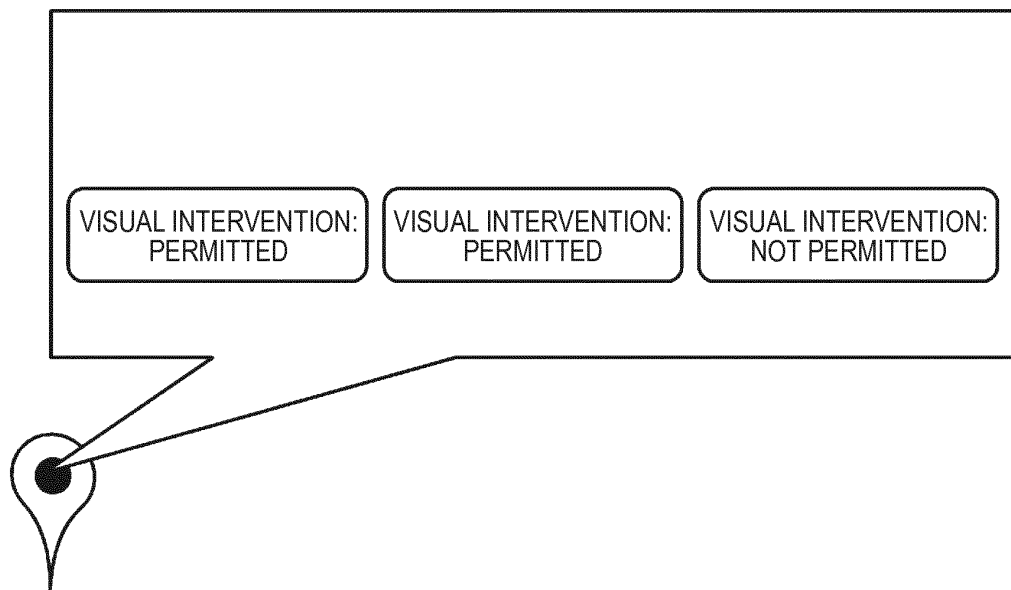 VISUAL INTERVENTION:
PERMITTED
VISUAL INTERVENTION:
PERMITTED
VISUAL INTERVENTION:
NOT PERMITTED